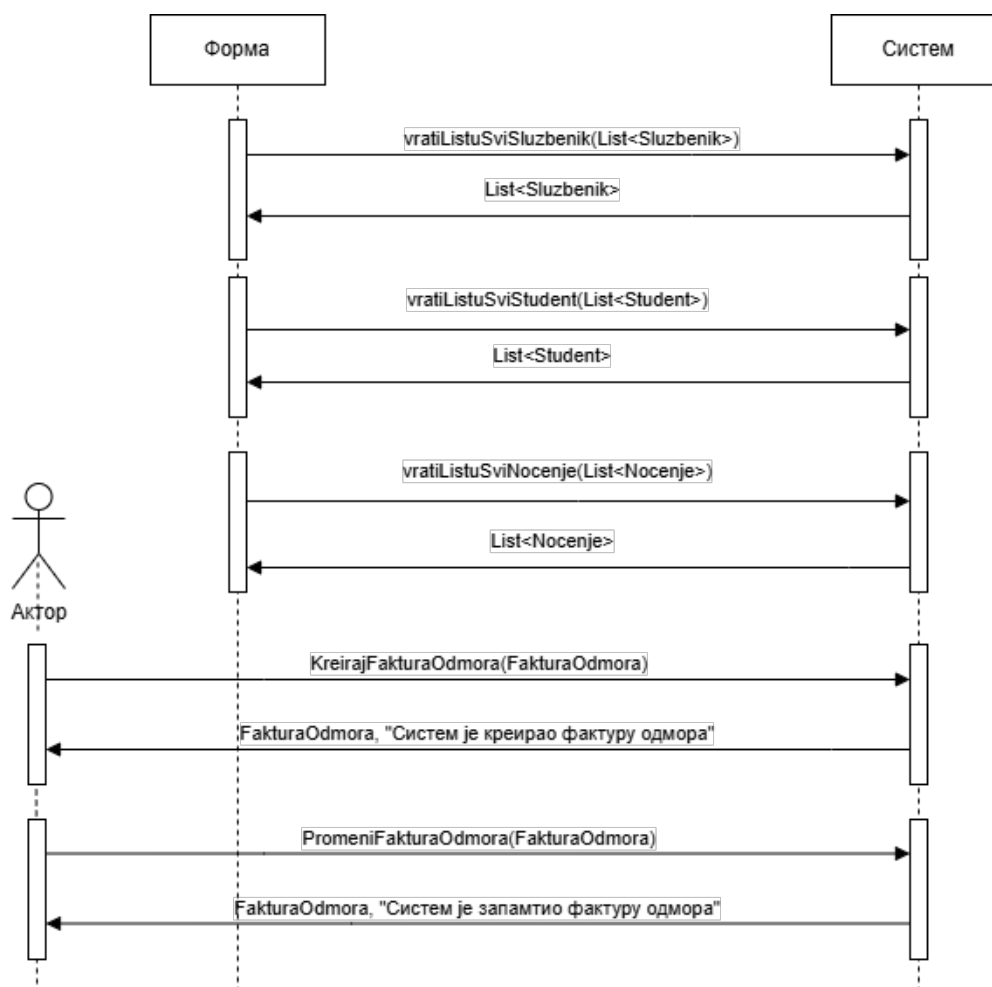 Форма
Систем
vratiListuSviSluzbenik(List<Sluzbenik>)
List<Sluzbenik>
vratiListuSviStudent(List<Student>)
List<Student>
vratiListuSviNocenje(List<Nocenje>)
List<Nocenje>
Актор
KreirajFakturaOdmora(FakturaOdmora)
FakturaOdmora, "Систем је креирао фактуру одмора"
PromeniFakturaOdmora(FakturaOdmora)
FakturaOdmora, "Систем је запамтио фактуру одмора"